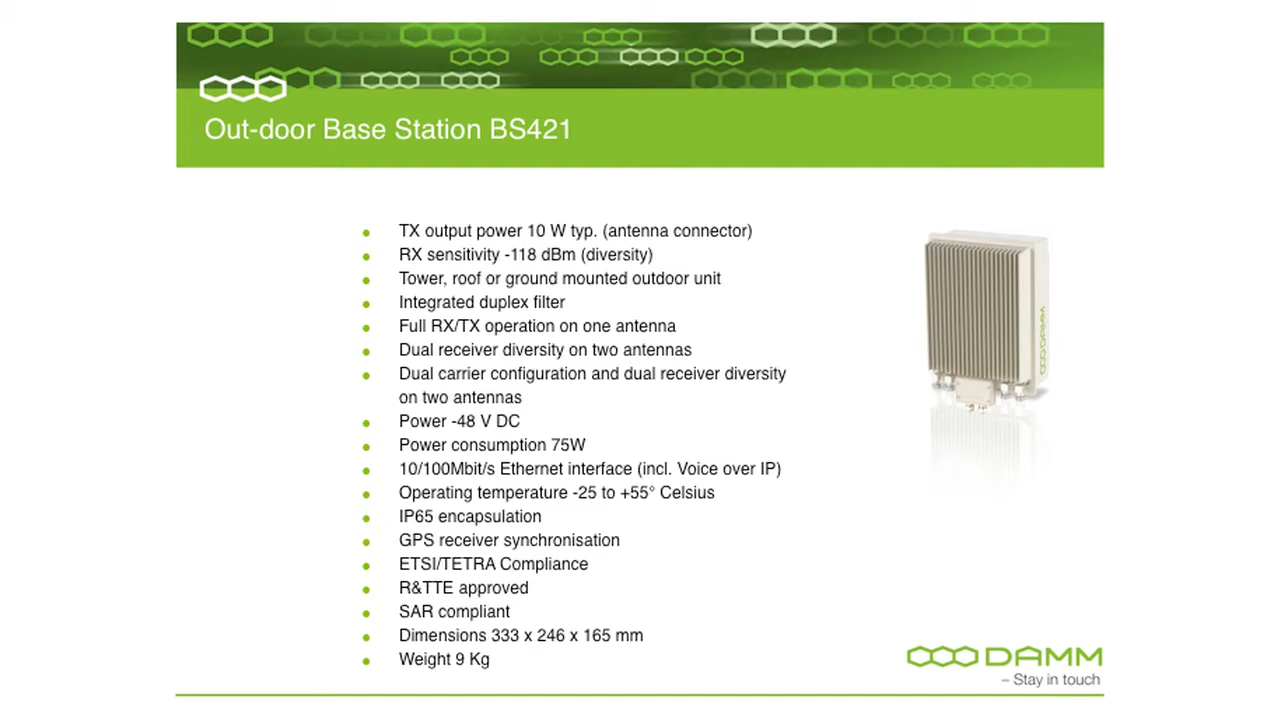 Out-door Base Station BS421
TX output power 10 W typ. (antenna connector)
RX sensitivity -118 dBm (diversity)
Tower, roof or ground mounted outdoor unit
Integrated duplex filter
Full RX/TX operation on one antenna
Dual receiver diversity on two antennas
Dual carrier configuration and dual receiver diversity
on two antennas
Power -48 V DC
Power consumption 75W
10/100Mbit/s Ethernet interface (incl. Voice over IP)
Operating temperature -25 to +55° Celsius
IP65 encapsulation
GPS receiver synchronisation
ETSI/TETRA Compliance
R&TTE approved
SAR compliant
Dimensions 333 x 246 x 165 mm
Weight 9 Kg
DAMM
DAMM
– Stay in touch